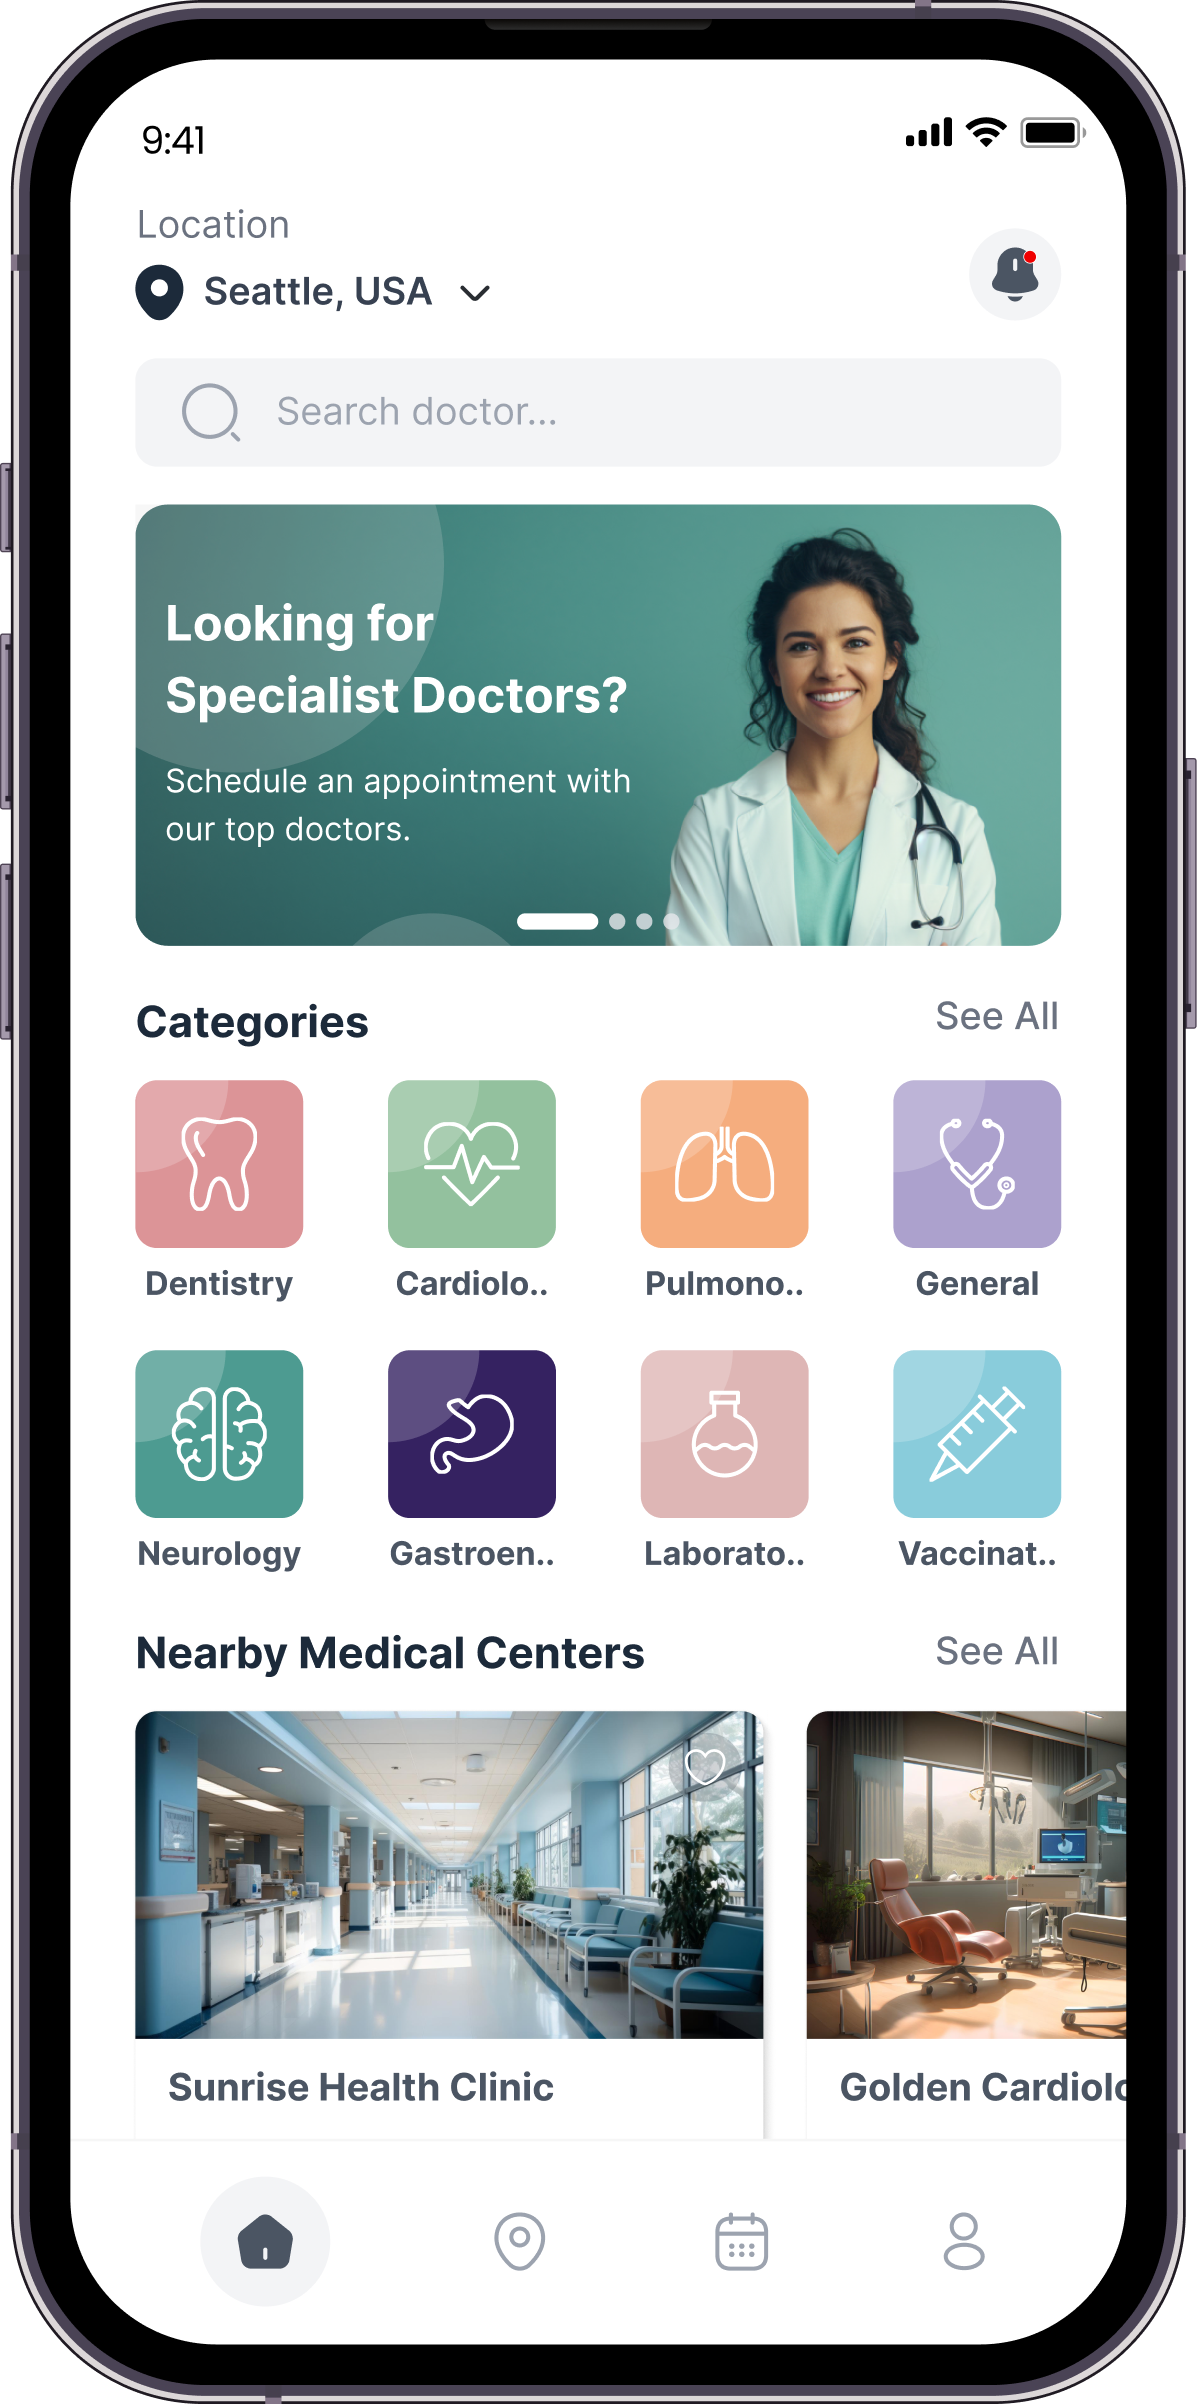 9:41
Location
Seattle, USA
Search doctor...
Looking for
Specialist Doctors?
Schedule an appointment with
our top doctors.
Categories
See All
Dentistry
Cardiolo..
Pulmono..
General
Neurology
Gastroen..
Laborato..
Vaccinat..
Nearby Medical Centers
See All
Sunrise Health Clinic
Golden Cardiolo